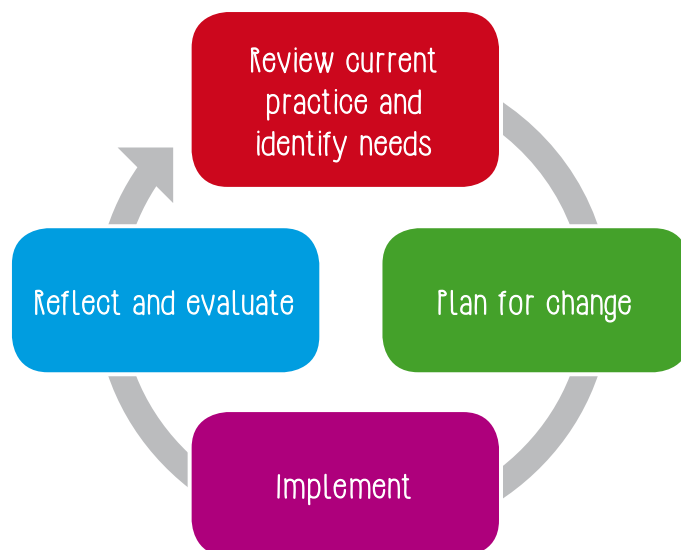 Review current
practice and
identify needs
Plan for change
Implement
Reflect and evaluate